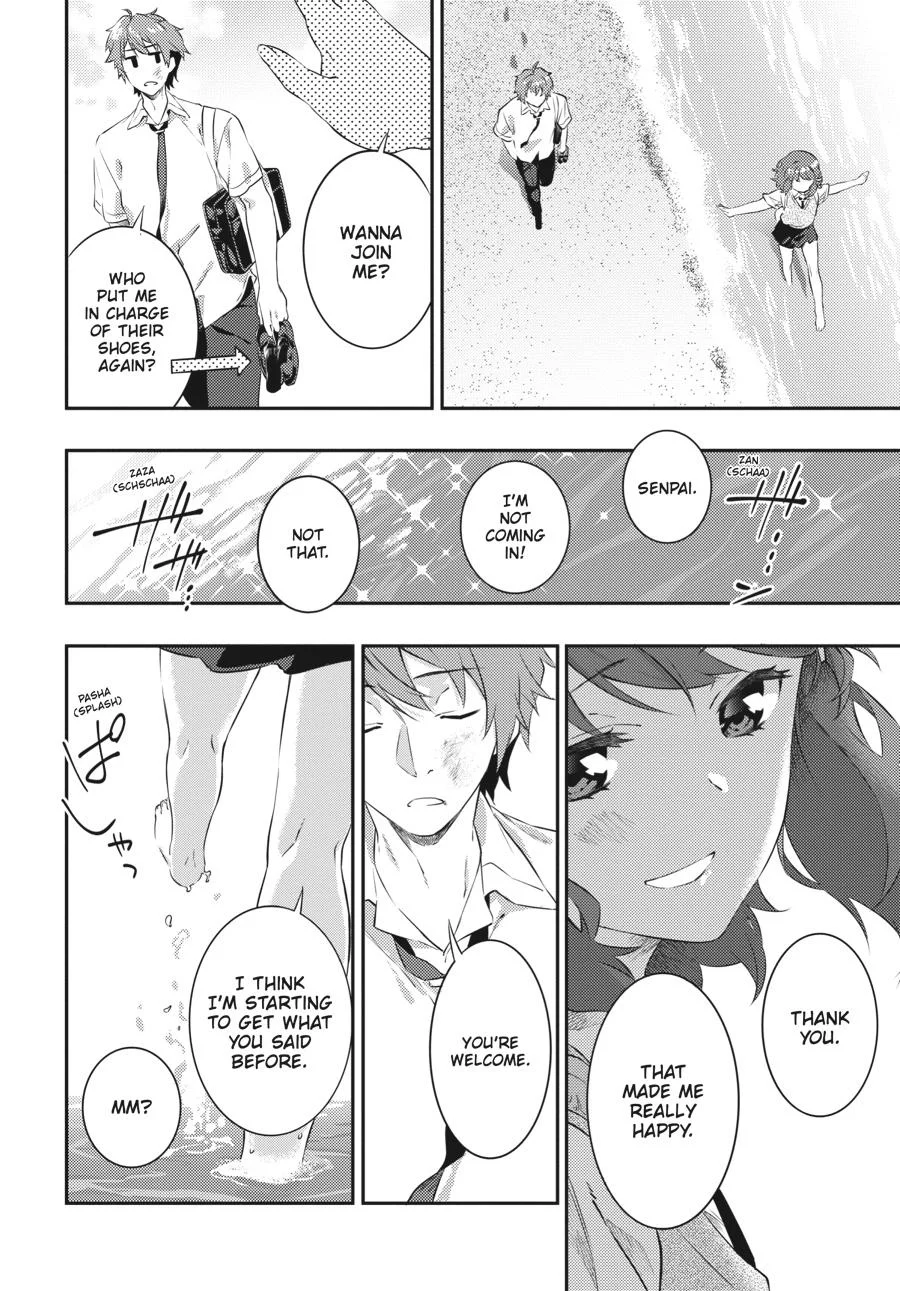 WANNA
JOIN
ME?
WHO
PUT ME
IN CHARGE
OF THEIR
SHOES,
AGAIN?
ZAN
(SCHAA)
SENPAI.
I'M
NOT
COMING
IN!
NOT
THAT.
ZAZA
(SCHSCHAA)
THANK
YOU.
THAT
MADE ME
REALLY
HAPPY.
YOU'RE
WELCOME.
I THINK
I'M STARTING
TO GET WHAT
YOU SAID
BEFORE.
PASHA
(SPLASH)
ぱしゃっ
MM?